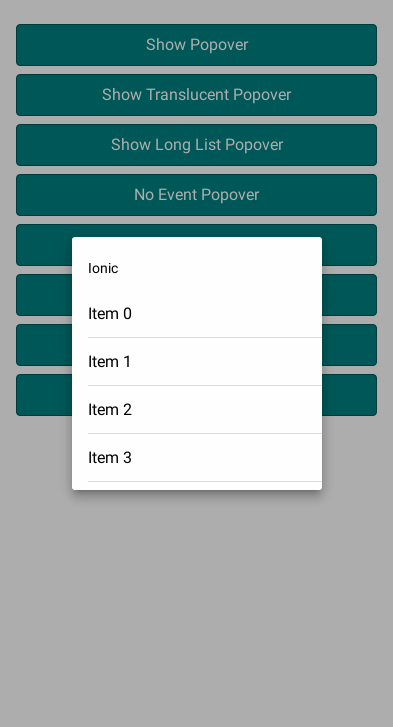 Show Popover
Show Translucent Popover
Show Long List Popover
No Event Popover
Ionic
Item 0
Item 1
Item 2
Item 3